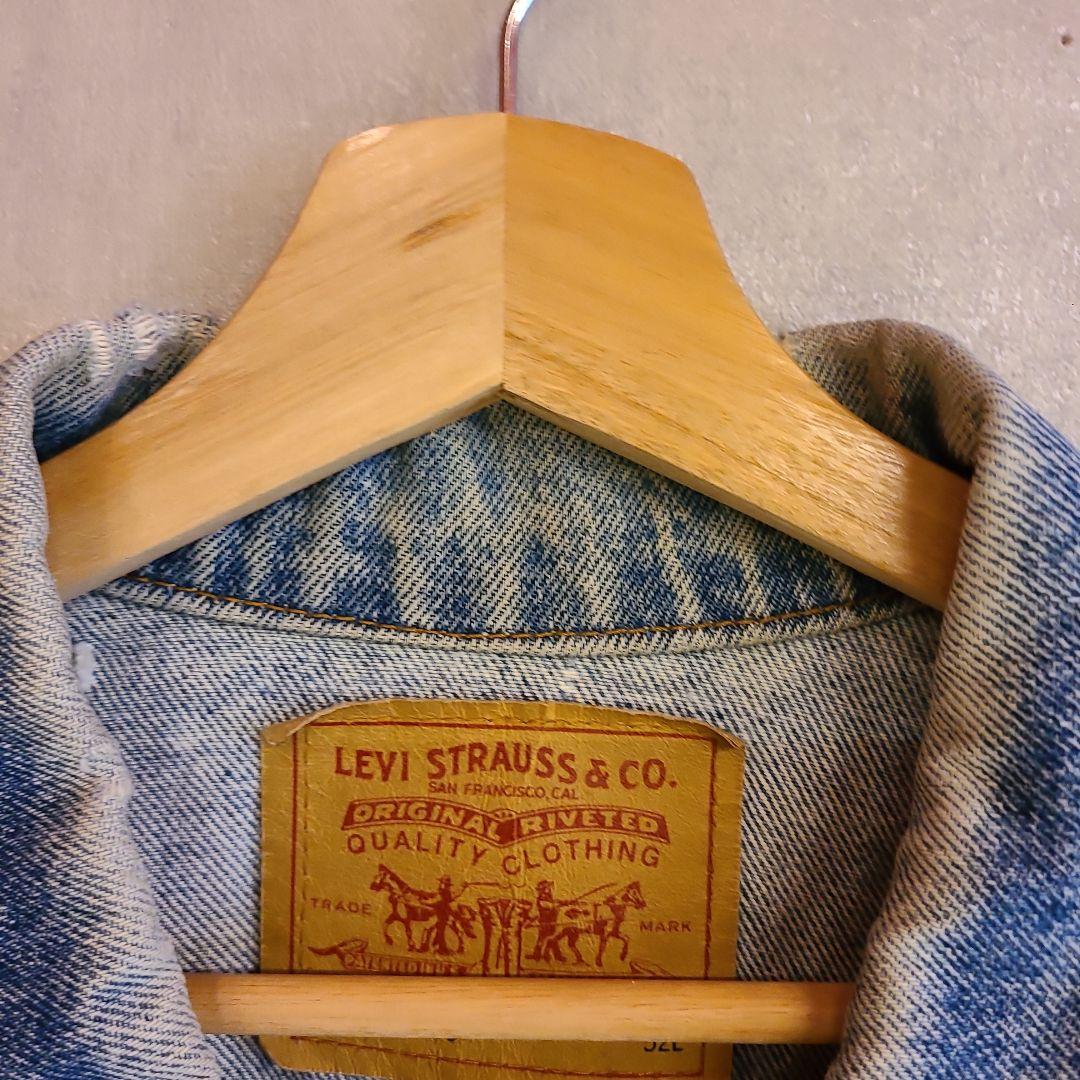 LEVI STRAUSS & CO.
SAN FRANCISCO, CAL
ORIGINAL RIVETED
QUALITY CLOTHING
TRADE MARK